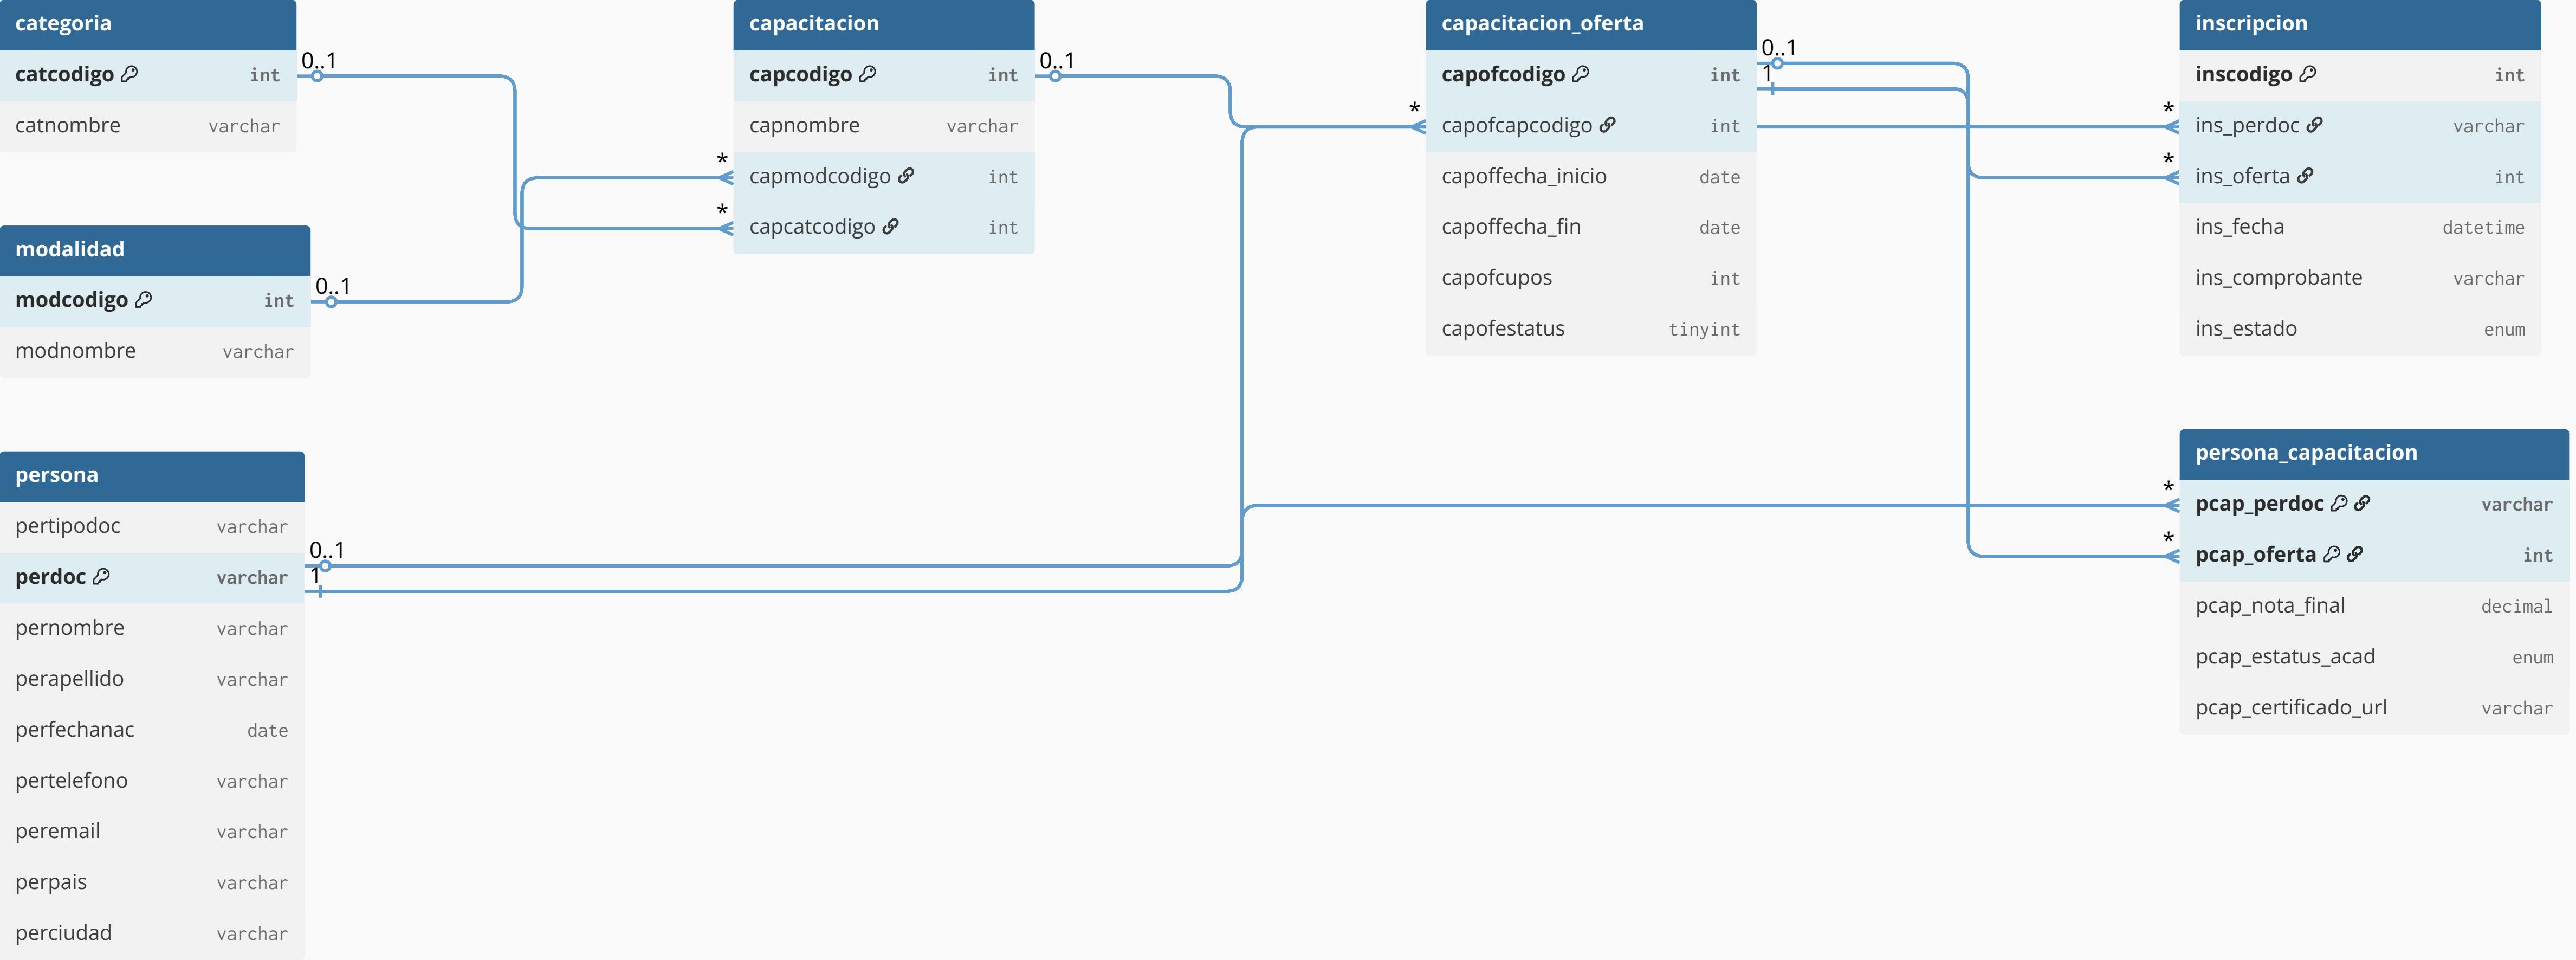 categoria
catcodigo int
catnombre varchar
0..1
modalidad
modcodigo int
modnombre varchar
0..1
persona
pertipodoc varchar
perdoc varchar
pernombre varchar
perapellido varchar
perfechanac date
pertelefono varchar
peremail varchar
perpais varchar
perciudad varchar
0..1
1
capacitacion
capcodigo int
capnombre varchar
* capmodcodigo int
* capcatcodigo int
0..1
capacitacion_oferta
capofcodigo int
* capofcapcodigo int
capoffecha_inicio date
capoffecha_fin date
capofcupos int
capofestatus tinyint
0..1
1
inscripcion
inscodigo int
* ins_perdoc varchar
* ins_oferta int
ins_fecha datetime
ins_comprobante varchar
ins_estado enum
persona_capacitacion
* pcap_perdoc varchar
* pcap_oferta int
pcap_nota_final decimal
pcap_estatus_acad enum
pcap_certificado_url varchar